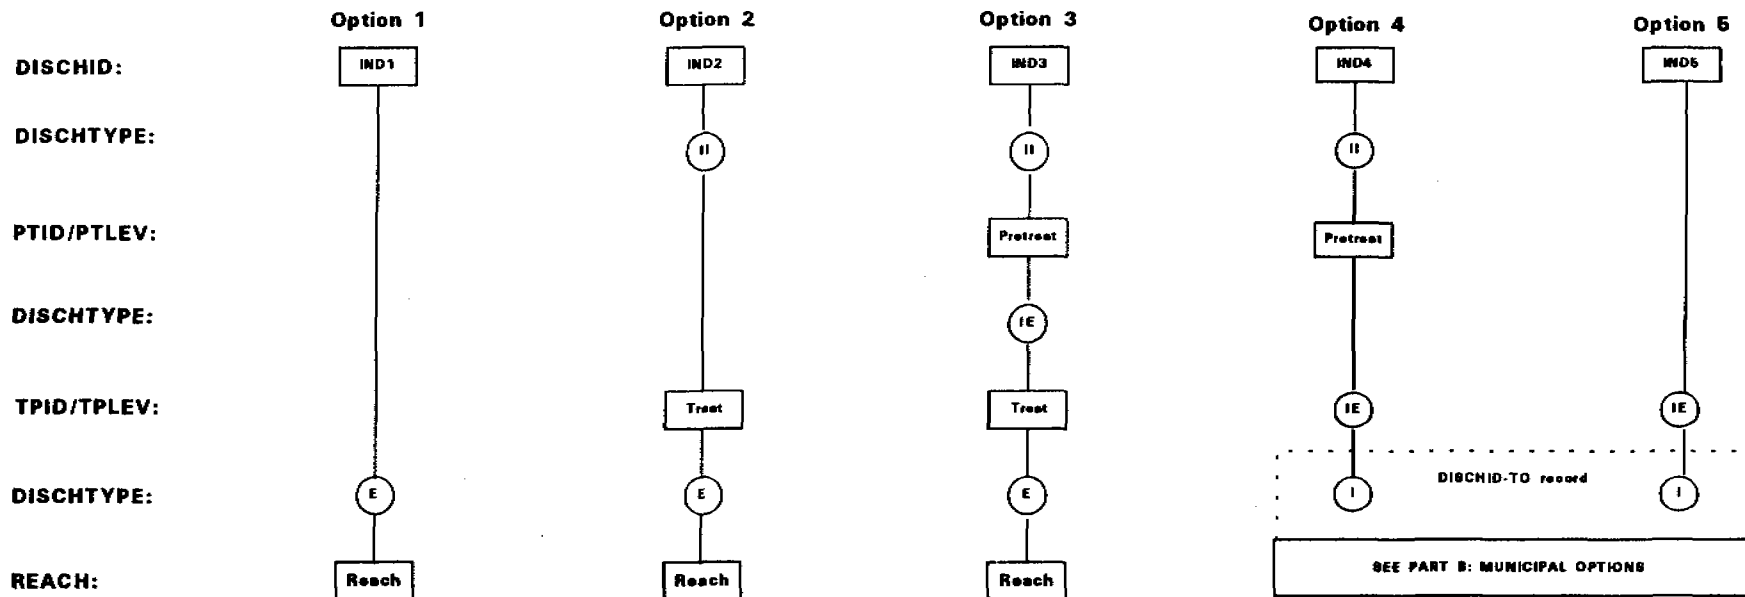 Option 1 Option 2 Option 3 Option 4 Option 5
DISCHID: IND1 IND2 IND3 IND4 IND5
DISCHTYPE: II II II
PTID/PTLEV: Pretreat Pretreat
DISCHTYPE: IE
TPID/TPLEV: Treat Treat IE IE
DISCHID-TO record
DISCHTYPE: E E E I I
SEE PART B: MUNICIPAL OPTIONS
REACH: Reach Reach Reach